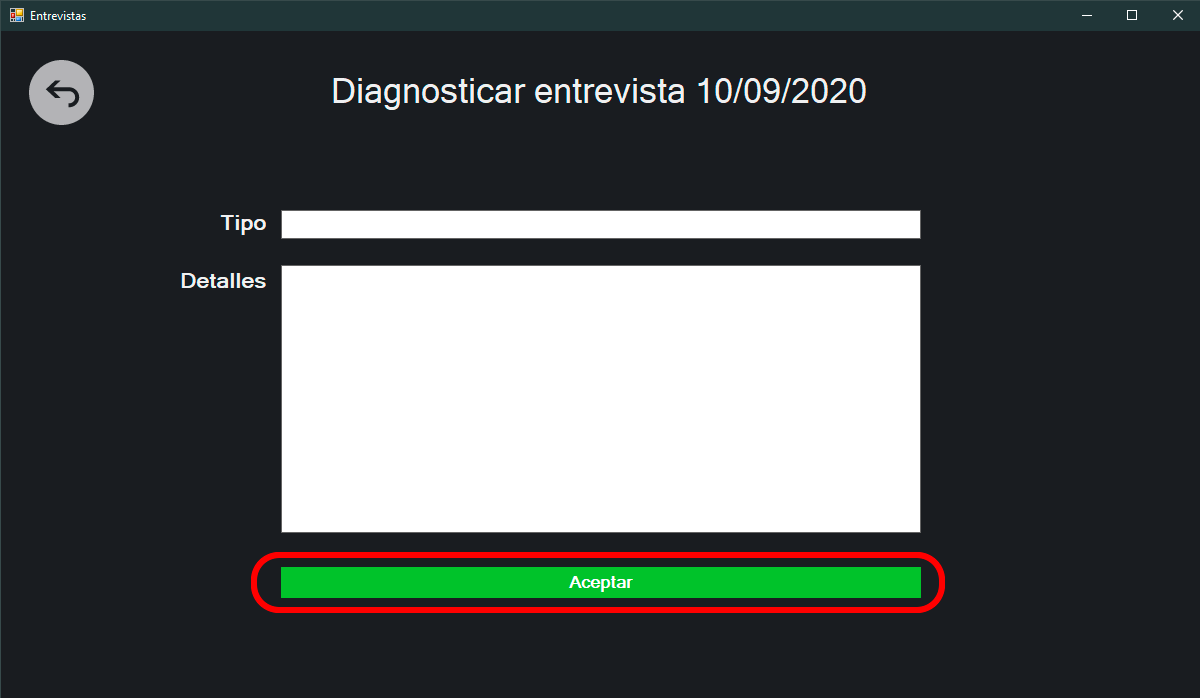 Entrevistas
Diagnosticar entrevista 10/09/2020
Tipo
Detalles
Aceptar